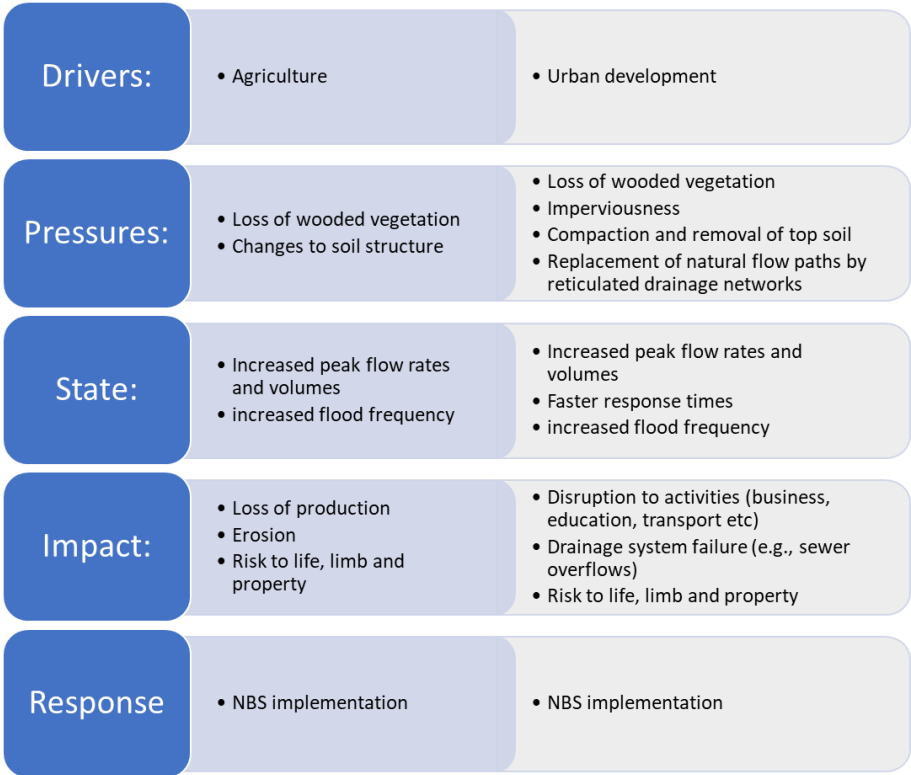 Drivers:
• Agriculture
• Urban development
Pressures:
• Loss of wooded vegetation
• Changes to soil structure
• Loss of wooded vegetation
• Imperviousness
• Compaction and removal of top soil
• Replacement of natural flow paths by
reticulated drainage networks
State:
• Increased peak flow rates
and volumes
• increased flood frequency
• Increased peak flow rates and
volumes
• Faster response times
• increased flood frequency
Impact:
• Loss of production
• Erosion
• Risk to life, limb and
property
• Disruption to activities (business,
education, transport etc)
• Drainage system failure (e.g., sewer
overflows)
• Risk to life, limb and property
Response
• NBS implementation
• NBS implementation